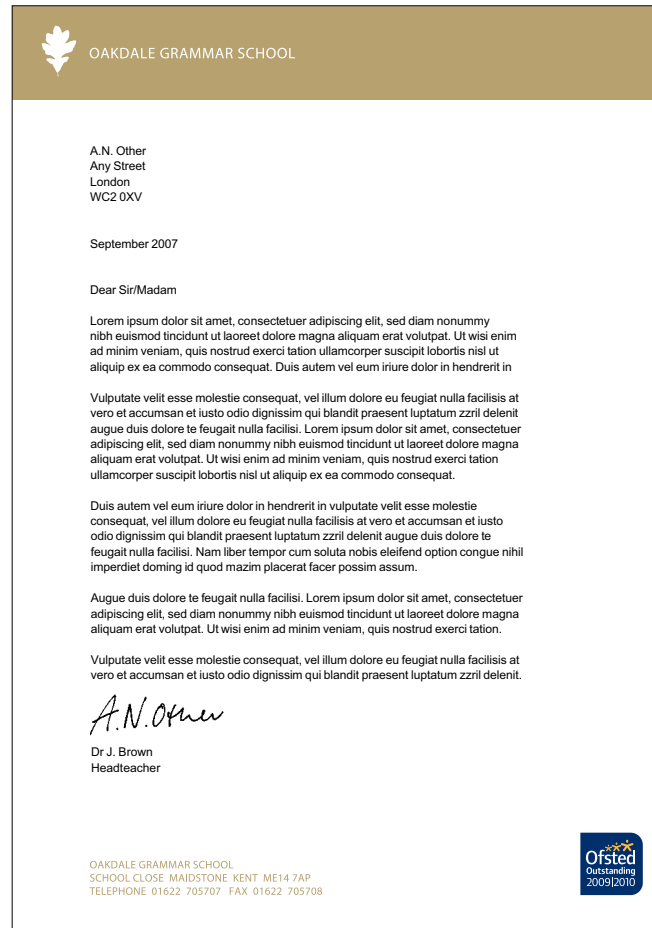 OAKDALE GRAMMAR SCHOOL
A.N. Other
Any Street
London
WC2 0XV
September 2007
Dear Sir/Madam
Lorem ipsum dolor sit amet, consectetuer adipiscing elit, sed diam nonummy
nibh euismod tincidunt ut laoreet dolore magna aliquam erat volutpat. Ut wisi enim
ad minim veniam, quis nostrud exerci tation ullamcorper suscipit lobortis nisl ut
aliquip ex ea commodo consequat. Duis autem vel eum iriure dolor in hendrerit in
Vulputate velit esse molestie consequat, vel illum dolore eu feugiat nulla facilisis at
vero et accumsan et iusto odio dignissim qui blandit praesent luptatum zzril delenit
augue duis dolore te feugait nulla facilisi. Lorem ipsum dolor sit amet, consectetuer
adipiscing elit, sed diam nonummy nibh euismod tincidunt ut laoreet dolore magna
aliquam erat volutpat. Ut wisi enim ad minim veniam, quis nostrud exerci tation
ullamcorper suscipit lobortis nisl ut aliquip ex ea commodo consequat.
Duis autem vel eum iriure dolor in hendrerit in vulputate velit esse molestie
consequat, vel illum dolore eu feugiat nulla facilisis at vero et accumsan et iusto
odio dignissim qui blandit praesent luptatum zzril delenit augue duis dolore te
feugait nulla facilisi. Nam liber tempor cum soluta nobis eleifend option congue nihil
imperdiet doming id quod mazim placerat facer possim assum.
Augue duis dolore te feugait nulla facilisi. Lorem ipsum dolor sit amet, consectetuer
adipiscing elit, sed diam nonummy nibh euismod tincidunt ut laoreet dolore magna
aliquam erat volutpat. Ut wisi enim ad minim veniam, quis nostrud exerci tation.
Vulputate velit esse molestie consequat, vel illum dolore eu feugiat nulla facilisis at
vero et accumsan et iusto odio dignissim qui blandit praesent luptatum zzril delenit.
A.N. Other
Dr J. Brown
Headteacher
OAKDALE GRAMMAR SCHOOL
SCHOOL CLOSE MAIDSTONE KENT ME14 7AP
TELEPHONE 01622 705707 FAX 01622 705708
Ofsted
Outstanding
2009|2010